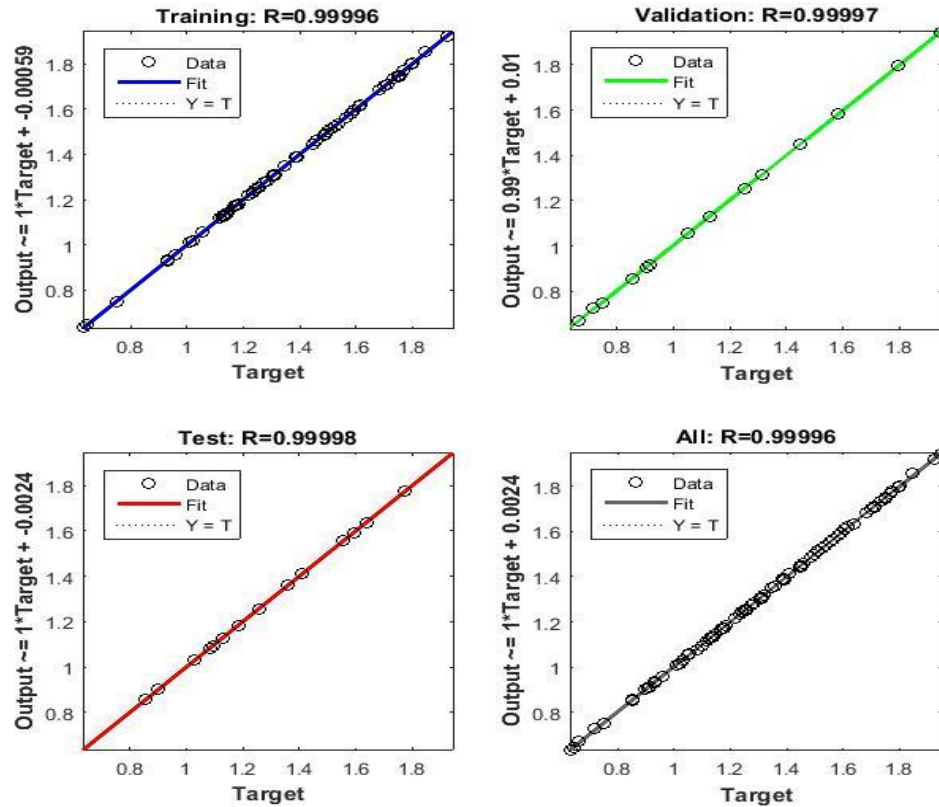 Training: R=0.99996
Output ~= 1*Target + -0.00059
Data
Fit
Y = T
1.8
1.6
1.4
1.2
1
0.8
0.8 1 1.2 1.4 1.6 1.8
Target
Validation: R=0.99997
Output ~= 0.99*Target + 0.01
Data
Fit
Y = T
1.8
1.6
1.4
1.2
1
0.8
0.8 1 1.2 1.4 1.6 1.8
Target
Test: R=0.99998
Output ~= 1*Target + -0.0024
Data
Fit
Y = T
1.8
1.6
1.4
1.2
1
0.8
0.8 1 1.2 1.4 1.6 1.8
Target
All: R=0.99996
Output ~= 1*Target + 0.0024
Data
Fit
Y = T
1.8
1.6
1.4
1.2
1
0.8
0.8 1 1.2 1.4 1.6 1.8
Target